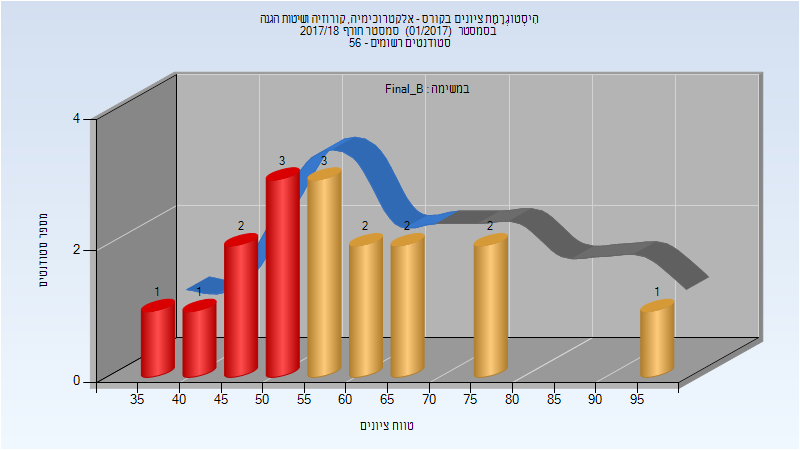 הִיסְטוֹגְרָמַת ציונים בקורס - אלקטרוכימיה, קורוזיה ושיטות הגנה
בסמסטר (01/2017) סמסטר חורף 2017/18
סטודנטים רשומים - 56
במשימה : Final_B
מספר סטודנטים
4
2
0
1
1
2
3
3
2
2
2
1
35 40 45 50 55 60 65 70 75 80 85 90 95
טווח ציונים